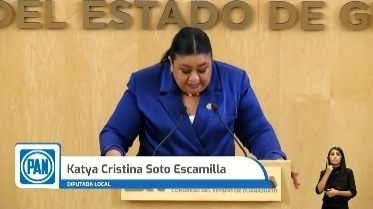 DEL ESTADO DE G
PAN
Katya Cristina Soto Escamilla
DIPUTADA LOCAL
CONGRESO DEL ESTADO DE GUANAJUATO